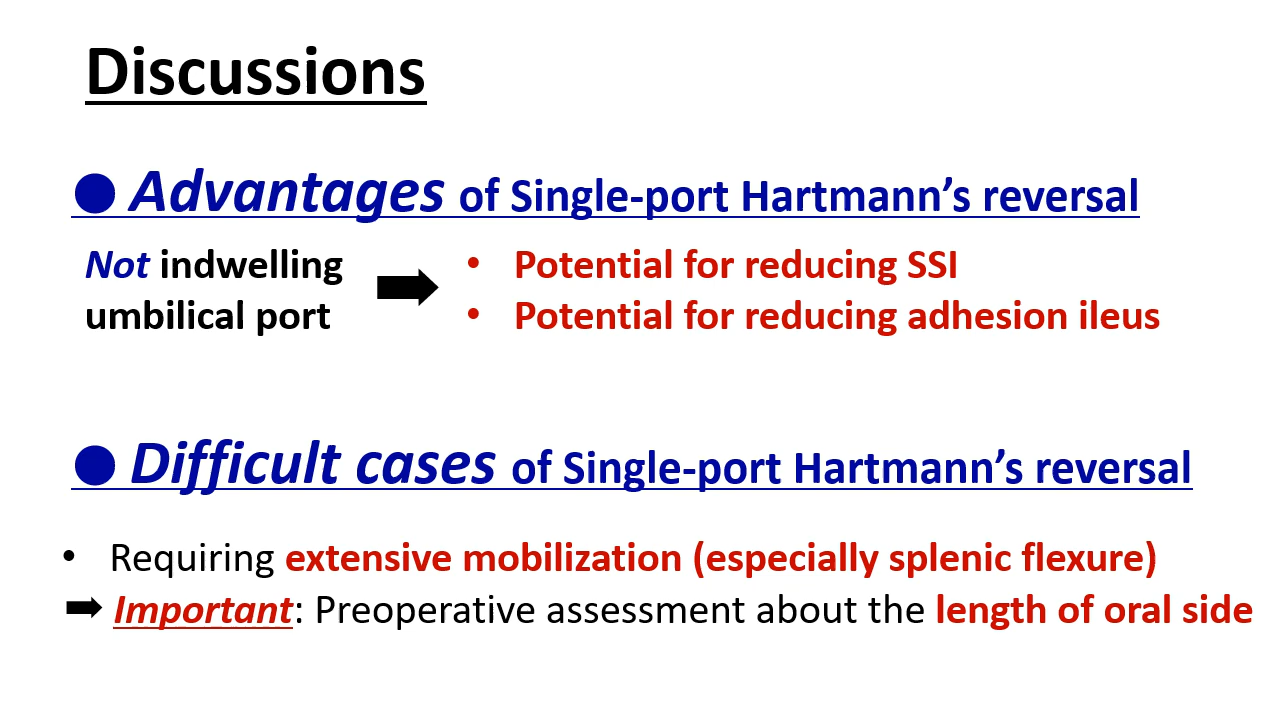 Discussions
● Advantages of Single-port Hartmann’s reversal
Not indwelling
umbilical port
• Potential for reducing SSI
• Potential for reducing adhesion ileus
● Difficult cases of Single-port Hartmann’s reversal
• Requiring extensive mobilization (especially splenic flexure)
➡ Important: Preoperative assessment about the length of oral side